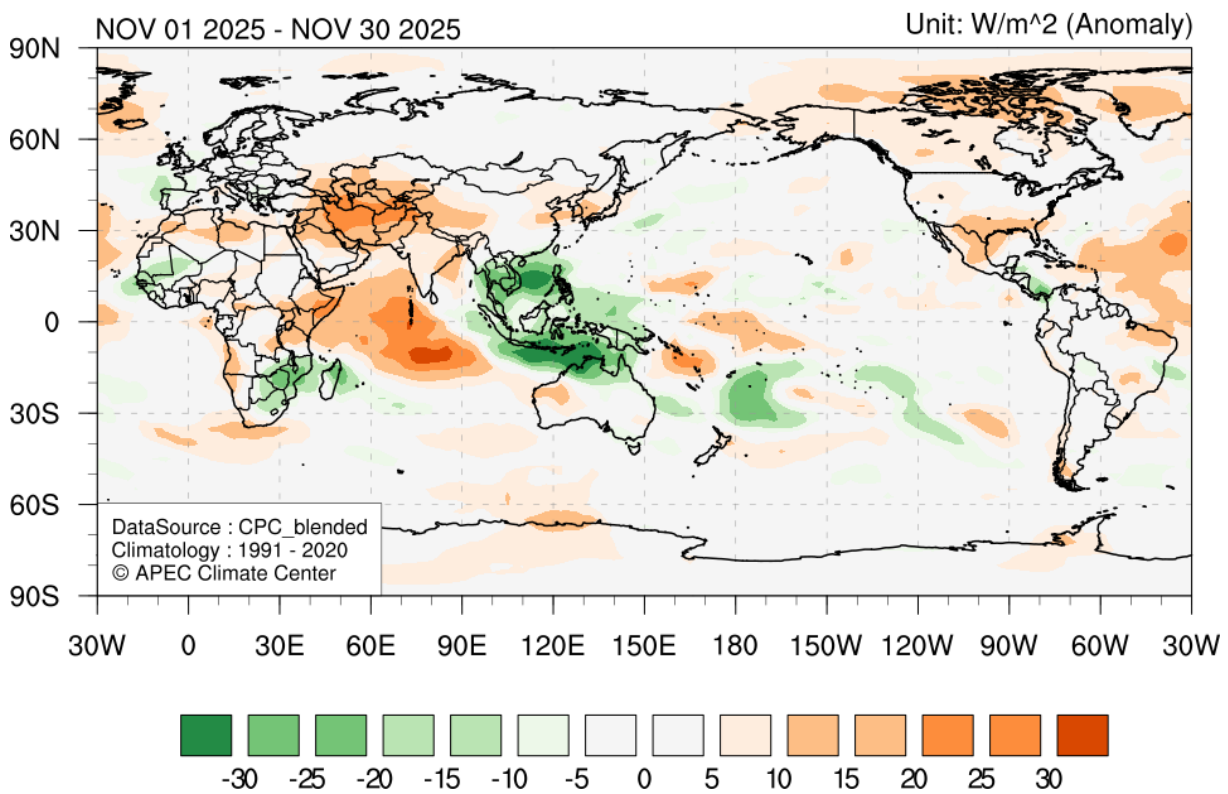 NOV 01 2025 - NOV 30 2025
Unit: W/m^2 (Anomaly)
90N
60N
30N
0
30S
60S
90S
DataSource : CPC_blended
Climatology : 1991 - 2020
© APEC Climate Center
30W 0 30E 60E 90E 120E 150E 180 150W 120W 90W 60W 30W
-30 -25 -20 -15 -10 -5 0 5 10 15 20 25 30